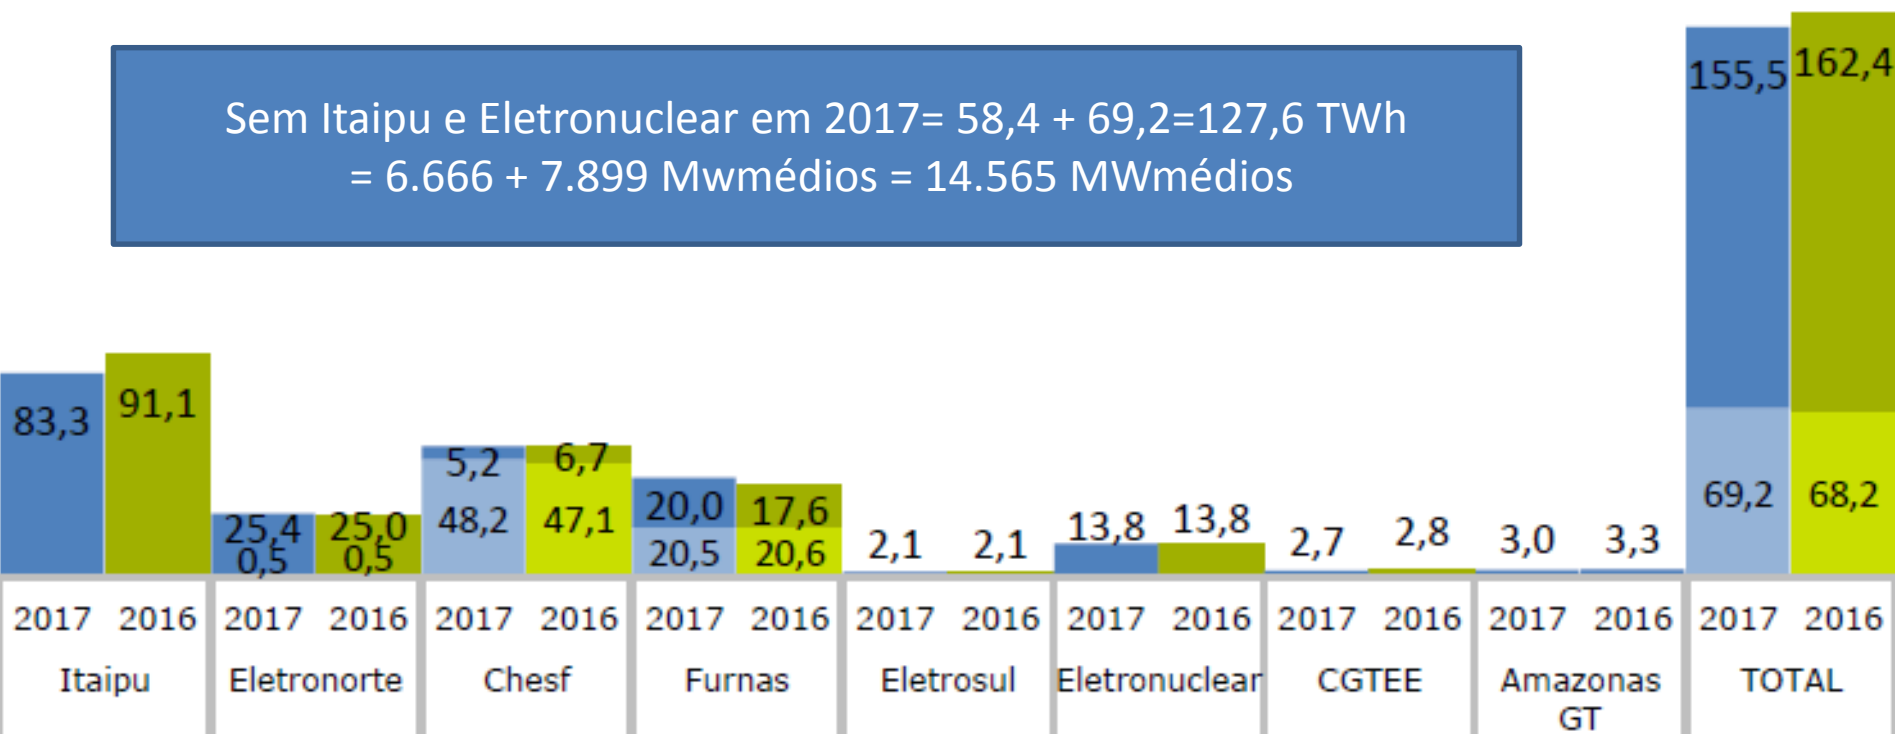 Sem Itaipu e Eletronuclear em 2017= 58,4 + 69,2=127,6 TWh
= 6.666 + 7.899 Mwmédios = 14.565 MWmédios
155,5 162,4
83,3 91,1
25,4 25,0
0,5 0,5
5,2 6,7
48,2 47,1
20,0 17,6
20,5 20,6
2,1 2,1
13,8 13,8
2,7 2,8
3,0 3,3
69,2 68,2
2017 2016 2017 2016 2017 2016 2017 2016 2017 2016 2017 2016 2017 2016 2017 2016 2017 2016
Itaipu Eletronorte Chesf Furnas Eletrosul Eletronuclear CGTEE Amazonas TOTAL
GT